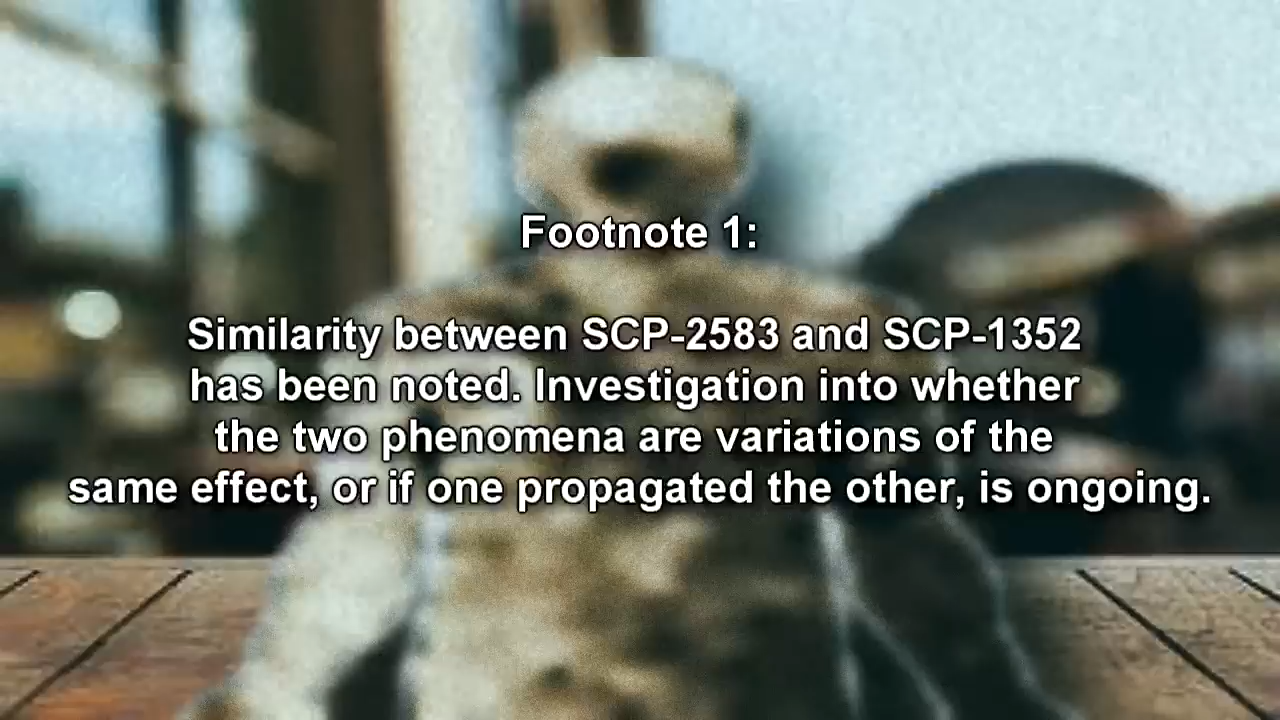 Footnote 1:
Similarity between SCP-2583 and SCP-1352
has been noted. Investigation into whether
the two phenomena are variations of the
same effect, or if one propagated the other, is ongoing.